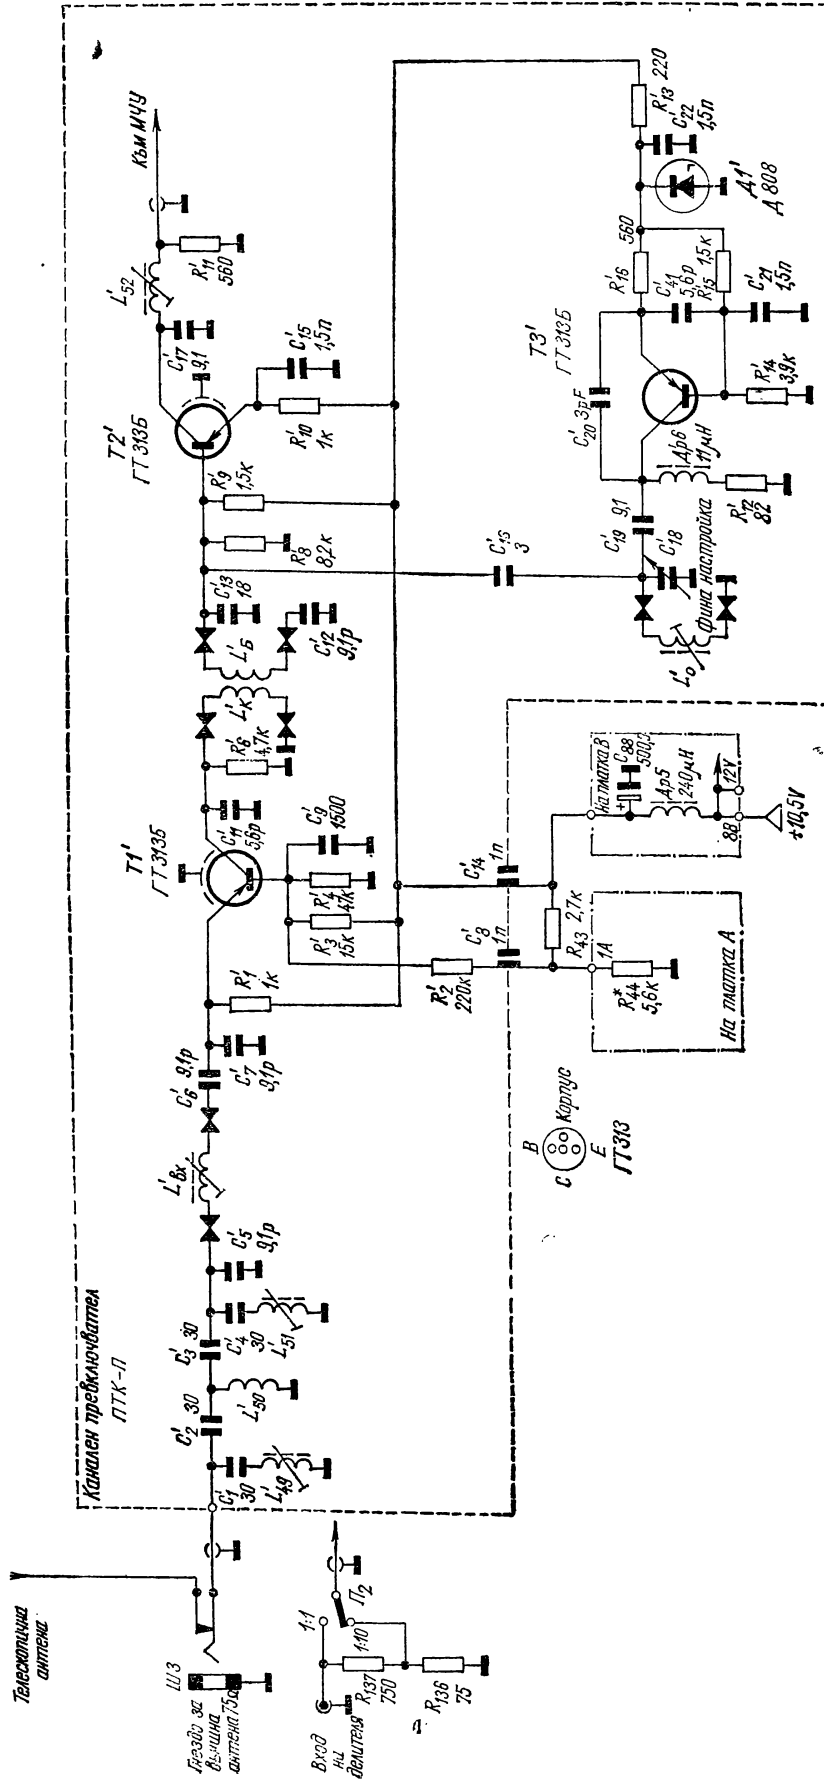 Телескопична
антена
Ш3
Гнездо за
външна
антена 75Ω
Вход
на
делителя
1:1
1:10
П2
R137
750
R136
75
Канален превключвател
ПТК-П
C'1
30
L'49
C'2
30
L'50
C'3
30
C'4
30
L'51
C'5
9,1p
L'вх
C'6
9,1p
C'7
9,1p
R'1
1к
T1'
ГТ313Б
R'3
15к
R'4
47к
C'9
1500
R'2
220к
C'11
5,6p
R'6
4,7к
L'к
L'Б
C'12
9,1p
C'13
18
R'8
8,2к
R'9
1,5к
T2'
ГТ313Б
R'10
1к
C'15
1,5п
C'17
9,1
L'52
R'11
560
Към МЧУ
C'16
3
L'о
фина настройка
C'18
C'19
9,1
R'12
82
Др6
11μН
C'20 3pF
T3'
ГТ313Б
R'14
3,9к
R'16
560
C'41
5,6p
R'15
1,5к
C'21
1,5п
Д1'
Д808
C'22
1,5п
R'13
220
C'8
1п
C'14
1п
R43
2,7к
1А
R*44
5,6к
На платка А
На платка В
C88
Др5
240μН
8В
12V
+10,5V
В
С
Корпус
Е
ГТ313